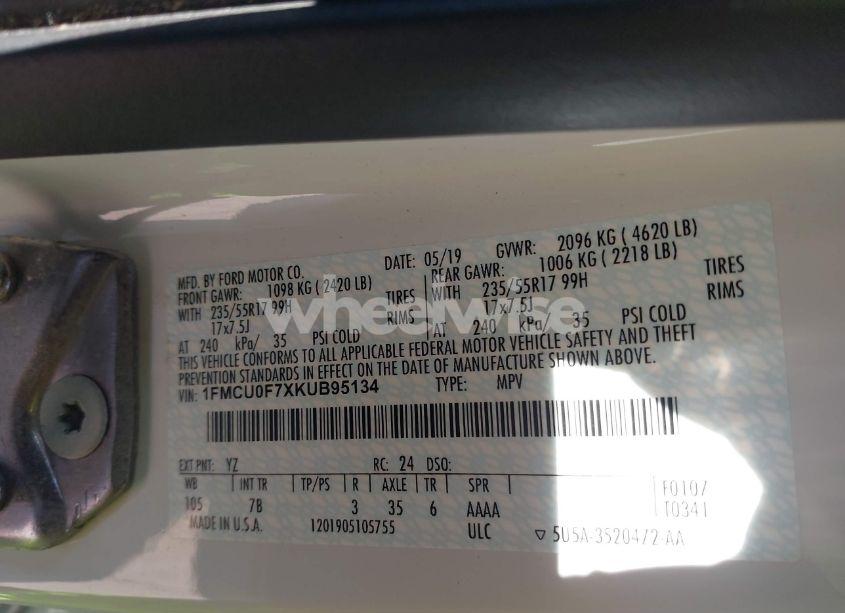 MFD. BY FORD MOTOR CO. DATE: 05/19 GVWR: 2096 KG ( 4620 LB)
FRONT GAWR: 1098 KG ( 2420 LB) REAR GAWR: 1006 KG ( 2218 LB)
WITH 235/55R17 99H TIRES WITH 235/55R17 99H TIRES
17x7.5J RIMS 17x7.5J RIMS
AT 240 kPa/ 35 PSI COLD AT 240 kPa/ 35 PSI COLD
THIS VEHICLE CONFORMS TO ALL APPLICABLE FEDERAL MOTOR VEHICLE SAFETY AND THEFT
PREVENTION STANDARDS IN EFFECT ON THE DATE OF MANUFACTURE SHOWN ABOVE.
VIN: 1FMCU0F7XKUB95134 TYPE: MPV
EXT PNT: YZ RC: 24 DSO:
WB INT TR TP/PS R AXLE TR SPR
105 7B 3 35 6 AAAA
F0107
T0341
MADE IN U.S.A. 1201905105755 ULC ▽ 5U5A-3520472-AA
wheelwise